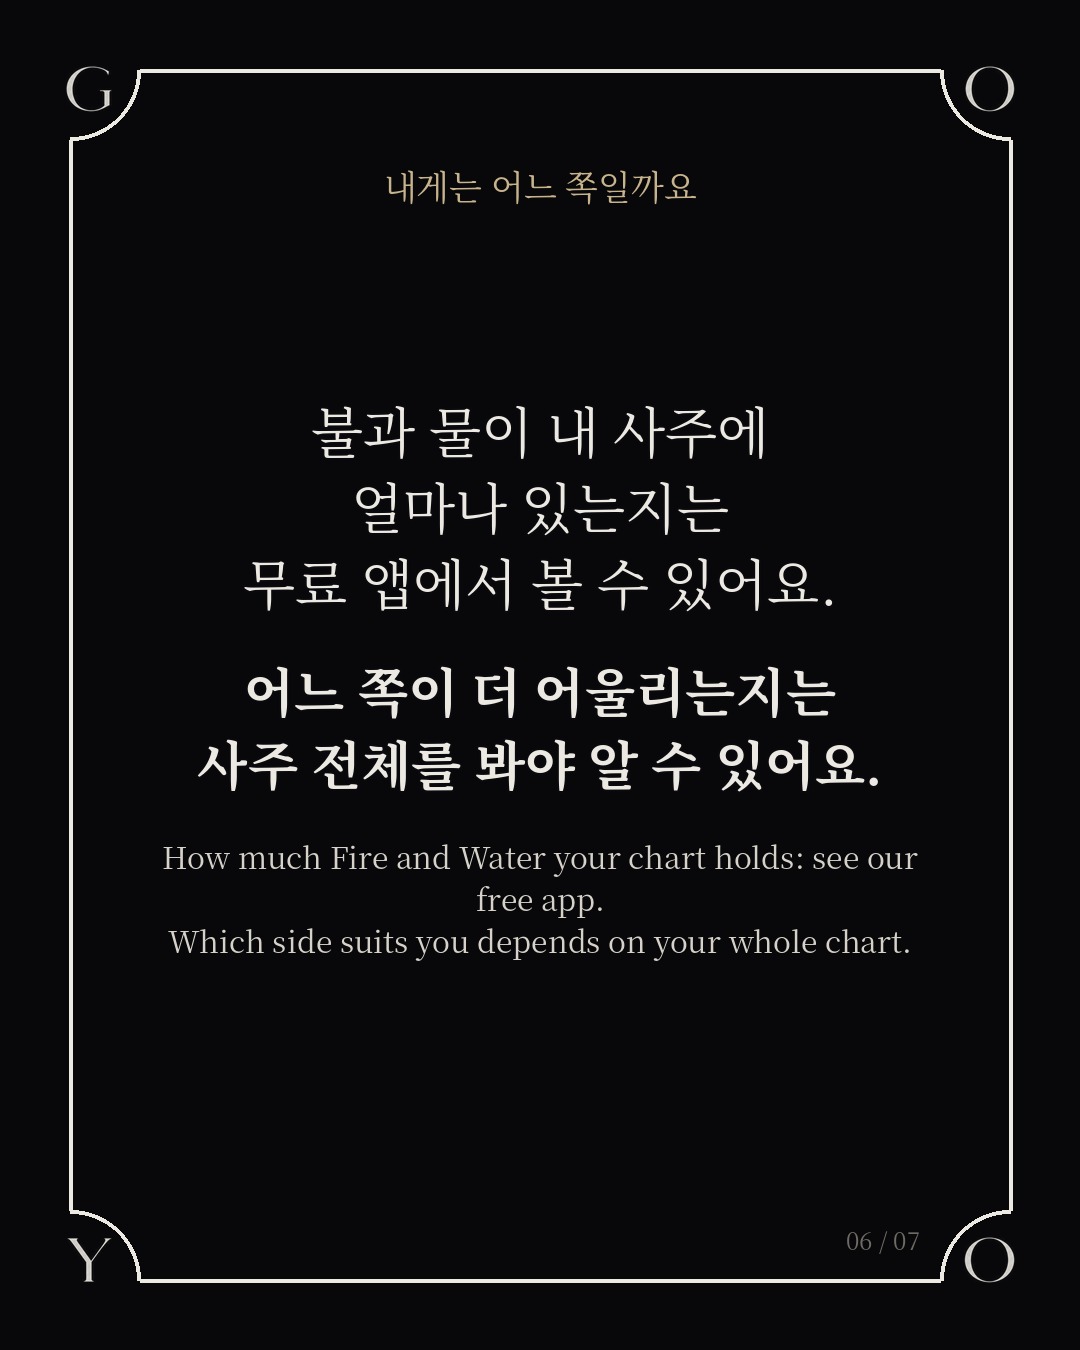 G O
내게는 어느 쪽일까요
불과 물이 내 사주에
얼마나 있는지는
무료 앱에서 볼 수 있어요.
어느 쪽이 더 어울리는지는
사주 전체를 봐야 알 수 있어요.
How much Fire and Water your chart holds: see our
free app.
Which side suits you depends on your whole chart.
06 / 07
Y O